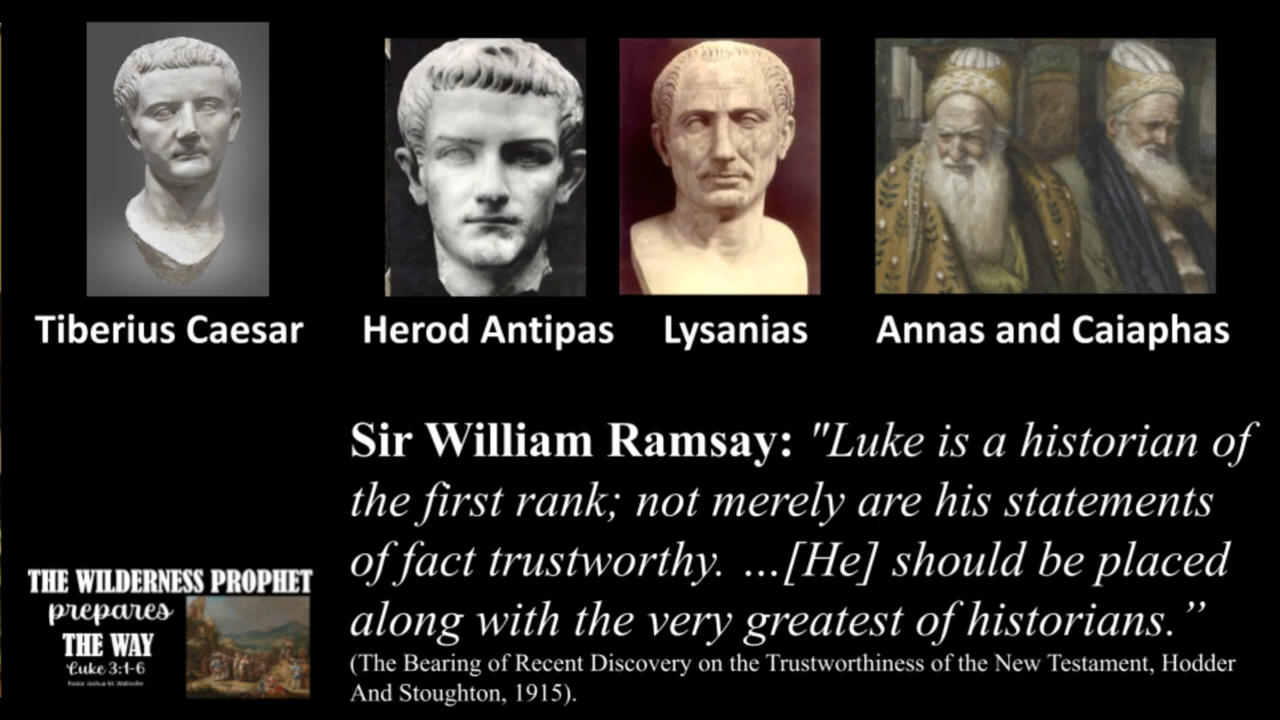 Tiberius Caesar
Herod Antipas
Lysanias
Annas and Caiaphas
Sir William Ramsay: "Luke is a historian of
the first rank; not merely are his statements
of fact trustworthy. ...[He] should be placed
along with the very greatest of historians.”
(The Bearing of Recent Discovery on the Trustworthiness of the New Testament, Hodder
And Stoughton, 1915).
THE WILDERNESS PROPHET
prepares
THE WAY
Luke 3:1-6
Pastor Joshua M.